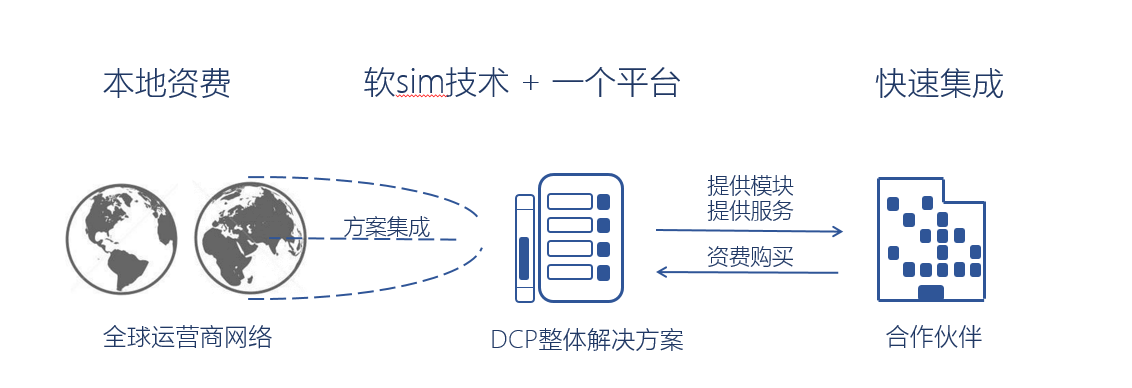 本地资费
软sim技术 + 一个平台
快速集成
方案集成
提供模块
提供服务
资费购买
全球运营商网络
DCP整体解决方案
合作伙伴